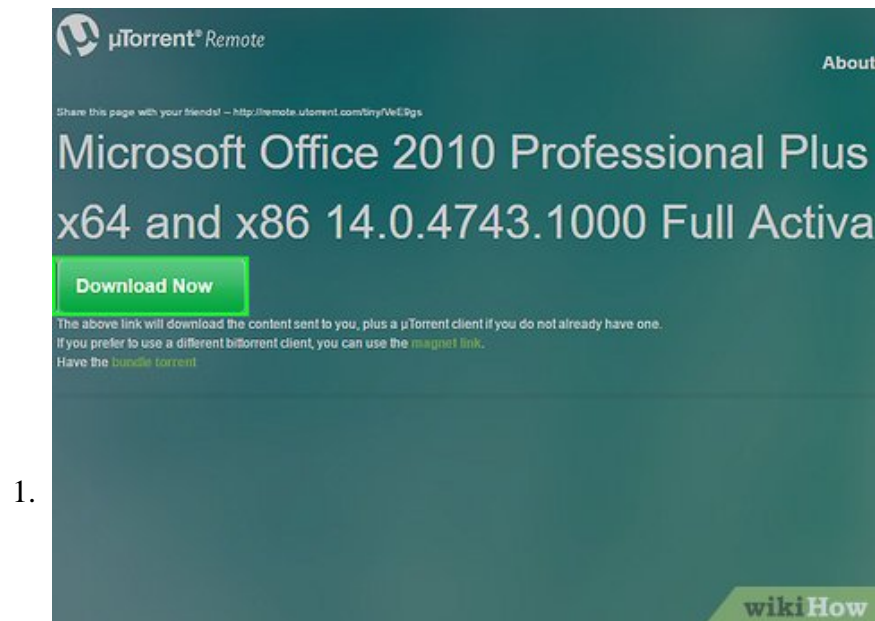 µTorrent® Remote
About
Share this page with your friends! – http://remote.utorrent.com/tiny/VeE9gs
Microsoft Office 2010 Professional Plus
x64 and x86 14.0.4743.1000 Full Activa
Download Now
The above link will download the content sent to you, plus a µTorrent client if you do not already have one.
If you prefer to use a different bittorrent client, you can use the magnet link.
Have the bundle torrent
1.
wikiHow